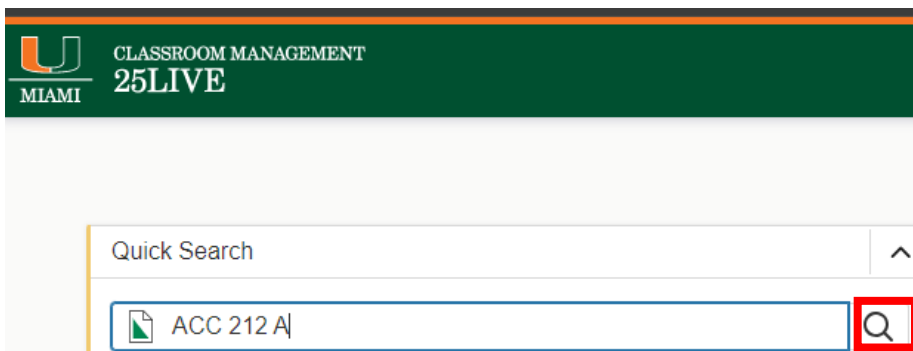 CLASSROOM MANAGEMENT
25LIVE
MIAMI
Quick Search
ACC 212 A